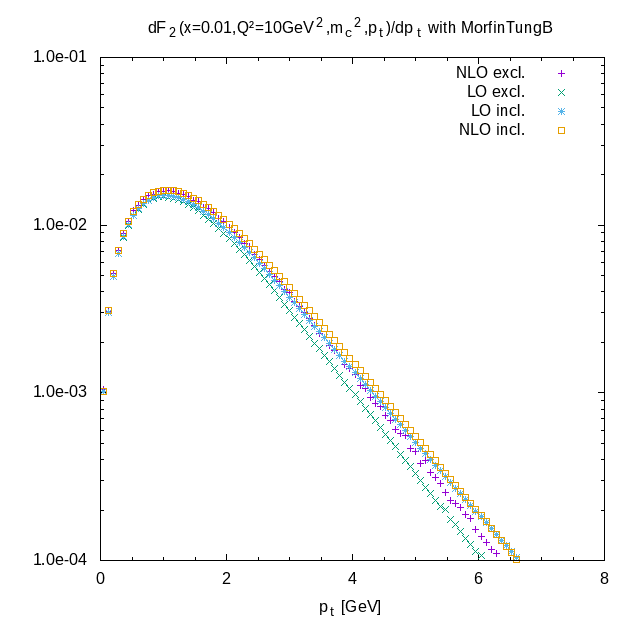 dF₂(x=0.01,Q²=10GeV²,m_c²,p_t)/dp_t with MorfinTungB
1.0e-01
NLO excl.
LO excl.
LO incl.
NLO incl.
1.0e-02
1.0e-03
1.0e-04
0 2 4 6 8
p_t [GeV]